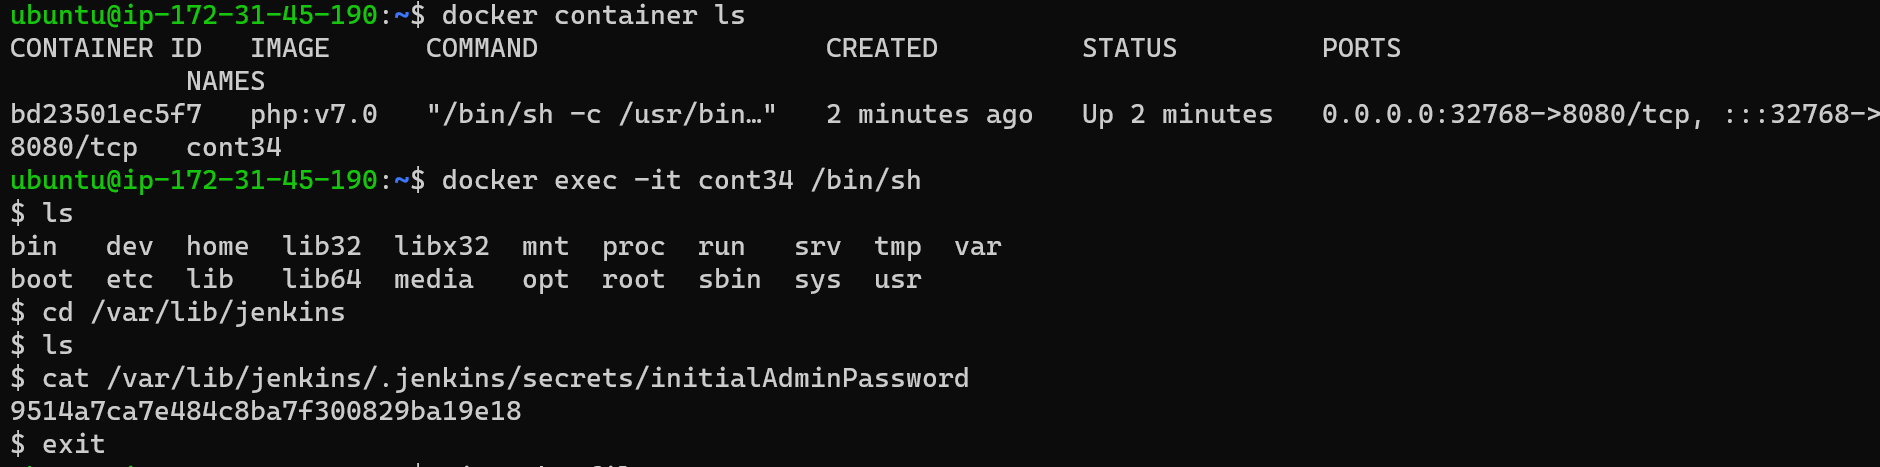 ubuntu@ip-172-31-45-190:~$ docker container ls
CONTAINER ID   IMAGE      COMMAND                  CREATED         STATUS         PORTS
           NAMES
bd23501ec5f7   php:v7.0   "/bin/sh -c /usr/bin…"   2 minutes ago   Up 2 minutes   0.0.0.0:32768->8080/tcp, :::32768->
8080/tcp   cont34
ubuntu@ip-172-31-45-190:~$ docker exec -it cont34 /bin/sh
$ ls
bin   dev  home  lib32  libx32  mnt  proc  run   srv  tmp  var
boot  etc  lib   lib64  media   opt  root  sbin  sys  usr
$ cd /var/lib/jenkins
$ ls
$ cat /var/lib/jenkins/.jenkins/secrets/initialAdminPassword
9514a7ca7e484c8ba7f300829ba19e18
$ exit